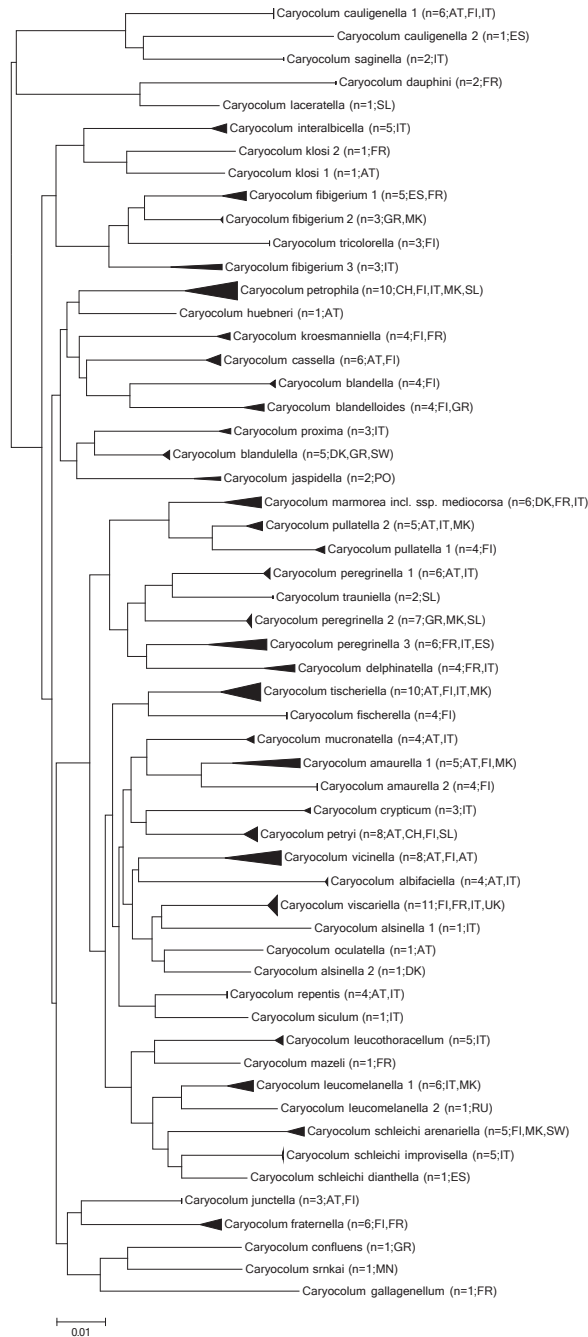 Caryocolum cauligenella 1 (n=6;AT,FI,IT)
Caryocolum cauligenella 2 (n=1;ES)
Caryocolum saginella (n=2;IT)
Caryocolum dauphini (n=2;FR)
Caryocolum laceratella (n=1;SL)
Caryocolum interalbicella (n=5;IT)
Caryocolum klosi 2 (n=1;FR)
Caryocolum klosi 1 (n=1;AT)
Caryocolum fibigerium 1 (n=5;ES,FR)
Caryocolum fibigerium 2 (n=3;GR,MK)
Caryocolum tricolorella (n=3;FI)
Caryocolum fibigerium 3 (n=3;IT)
Caryocolum petrophila (n=10;CH,FI,IT,MK,SL)
Caryocolum huebneri (n=1;AT)
Caryocolum kroesmanniella (n=4;FI,FR)
Caryocolum cassella (n=6;AT,FI)
Caryocolum blandella (n=4;FI)
Caryocolum blandelloides (n=4;FI,GR)
Caryocolum proxima (n=3;IT)
Caryocolum blandulella (n=5;DK,GR,SW)
Caryocolum jaspidella (n=2;PO)
Caryocolum marmorea incl. ssp. mediocorsa (n=6;DK,FR,IT)
Caryocolum pullatella 2 (n=5;AT,IT,MK)
Caryocolum pullatella 1 (n=4;FI)
Caryocolum peregrinella 1 (n=6;AT,IT)
Caryocolum trauniella (n=2;SL)
Caryocolum peregrinella 2 (n=7;GR,MK,SL)
Caryocolum peregrinella 3 (n=6;FR,IT,ES)
Caryocolum delphinatella (n=4;FR,IT)
Caryocolum tischeriella (n=10;AT,FI,IT,MK)
Caryocolum fischerella (n=4;FI)
Caryocolum mucronatella (n=4;AT,IT)
Caryocolum amaurella 1 (n=5;AT,FI,MK)
Caryocolum amaurella 2 (n=4;FI)
Caryocolum crypticum (n=3;IT)
Caryocolum petryi (n=8;AT,CH,FI,SL)
Caryocolum vicinella (n=8;AT,FI,AT)
Caryocolum albifaciella (n=4;AT,IT)
Caryocolum viscariella (n=11;FI,FR,IT,UK)
Caryocolum alsinella 1 (n=1;IT)
Caryocolum oculatella (n=1;AT)
Caryocolum alsinella 2 (n=1;DK)
Caryocolum repentis (n=4;AT,IT)
Caryocolum siculum (n=1;IT)
Caryocolum leucothoracellum (n=5;IT)
Caryocolum mazeli (n=1;FR)
Caryocolum leucomelanella 1 (n=6;IT,MK)
Caryocolum leucomelanella 2 (n=1;RU)
Caryocolum schleichi arenariella (n=5;FI,MK,SW)
Caryocolum schleichi improvisella (n=5;IT)
Caryocolum schleichi dianthella (n=1;ES)
Caryocolum junctella (n=3;AT,FI)
Caryocolum fraternella (n=6;FI,FR)
Caryocolum confluens (n=1;GR)
Caryocolum srnkai (n=1;MN)
Caryocolum gallagenellum (n=1;FR)
0.01